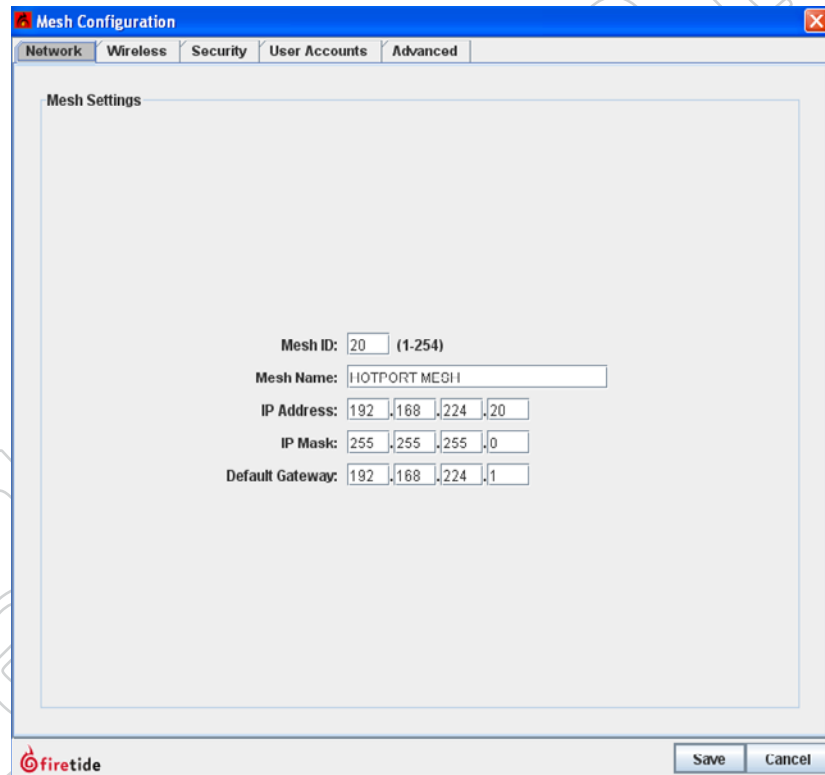 Mesh Configuration
Network Wireless Security User Accounts Advanced
Mesh Settings
Mesh ID: 20 (1-254)
Mesh Name: HOTPORT MESH
IP Address: 192 .168 .224 .20
IP Mask: 255 .255 .255 .0
Default Gateway: 192 .168 .224 .1
firetide Save Cancel